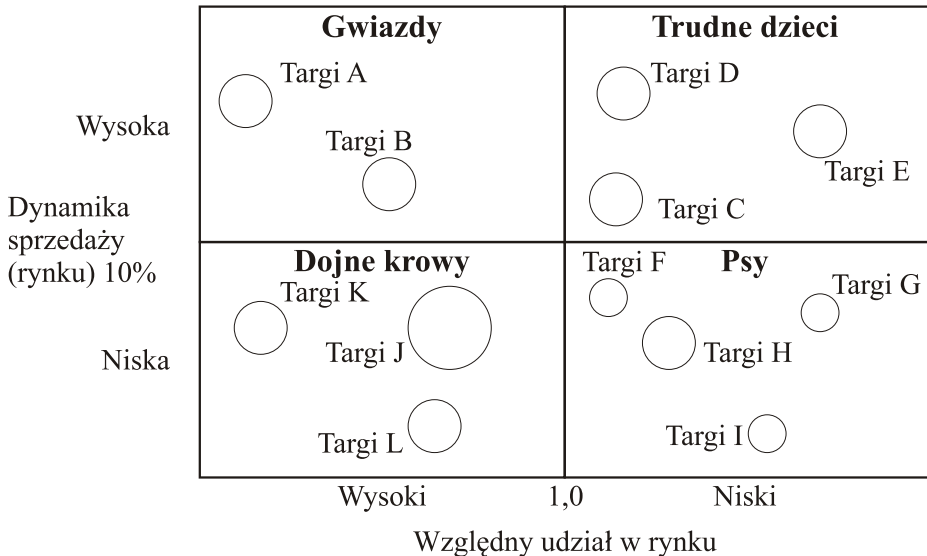 Gwiazdy
Trudne dzieci
Targi A
Targi D
Wysoka
Targi B
Targi E
Targi C
Dynamika
sprzedaży
(rynku) 10%
Dojne krowy
Targi F
Psy
Targi K
Targi G
Targi J
Targi H
Niska
Targi L
Targi I
Wysoki
1,0
Niski
Względny udział w rynku